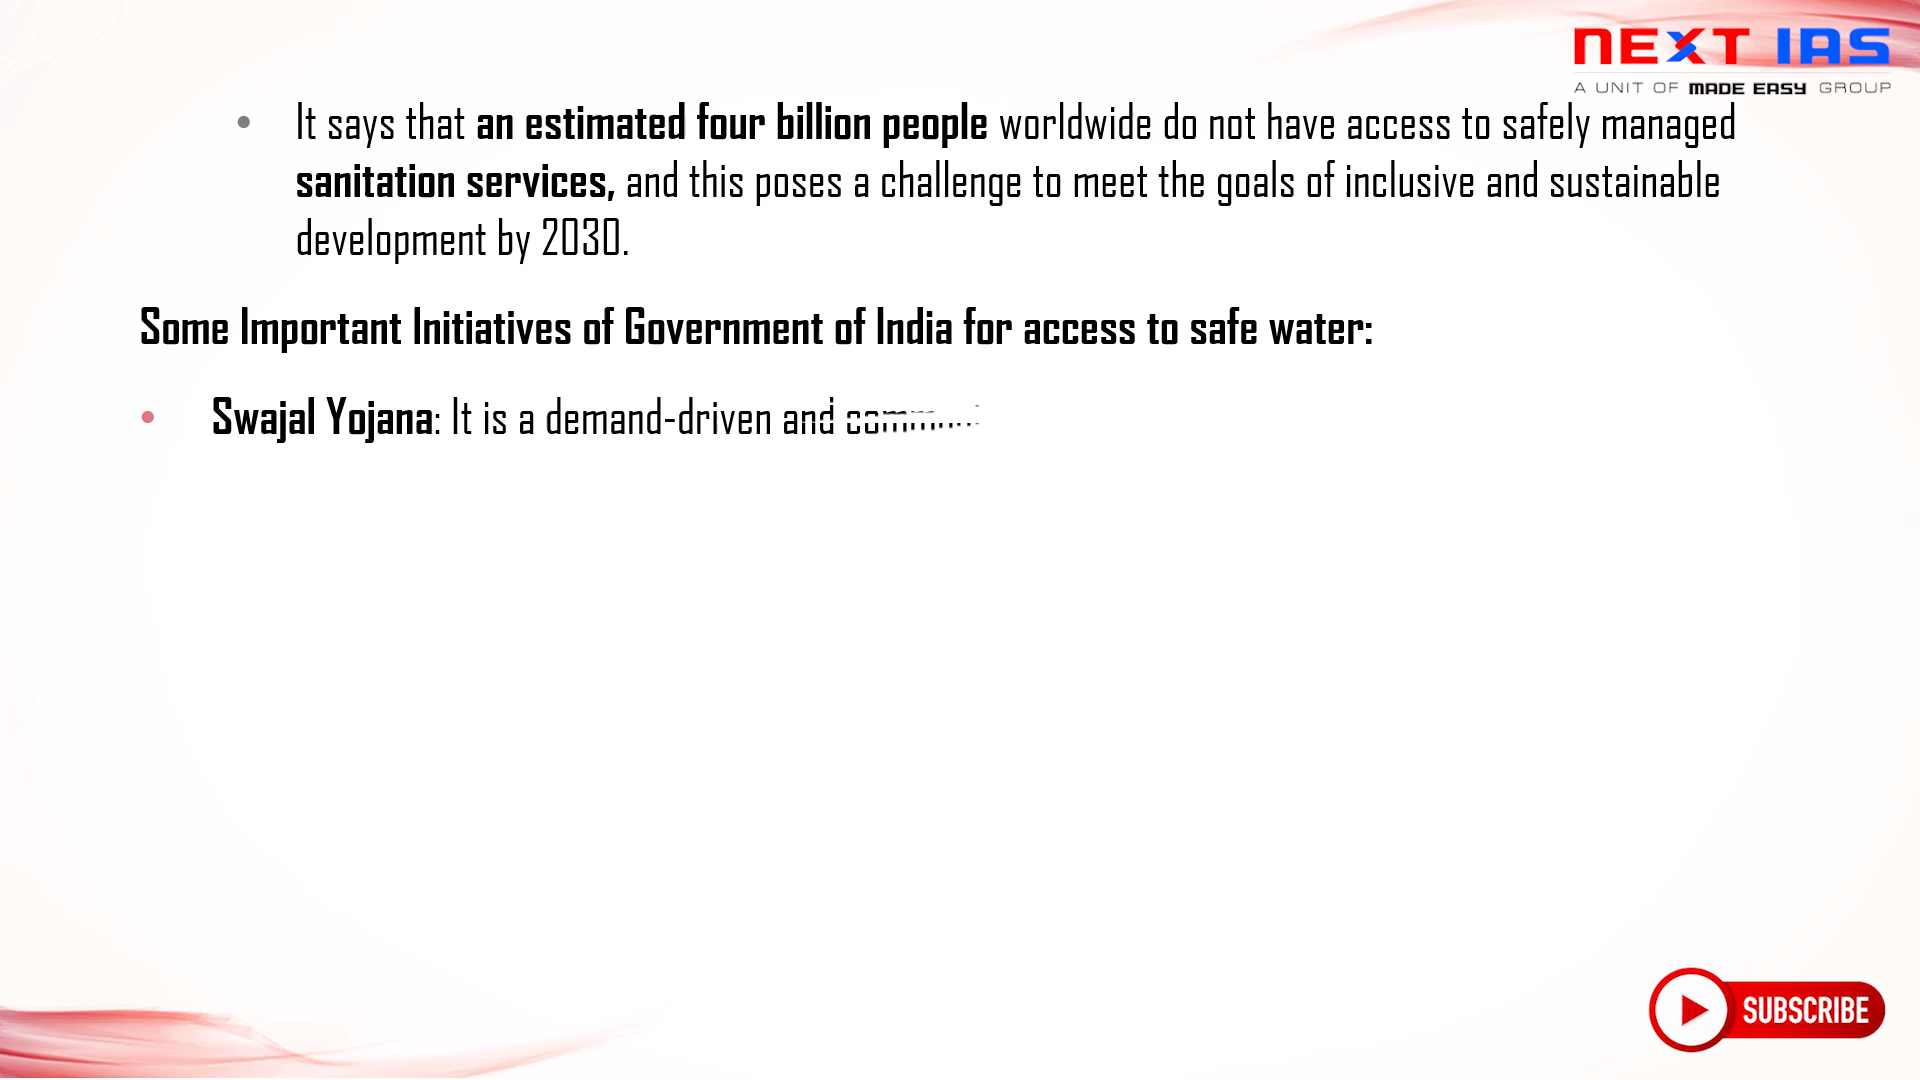 NEXT IAS
A UNIT OF MADE EASY GROUP
• It says that an estimated four billion people worldwide do not have access to safely managed
sanitation services, and this poses a challenge to meet the goals of inclusive and sustainable
development by 2030.
Some Important Initiatives of Government of India for access to safe water:
• Swajal Yojana: It is a demand-driven and
SUBSCRIBE